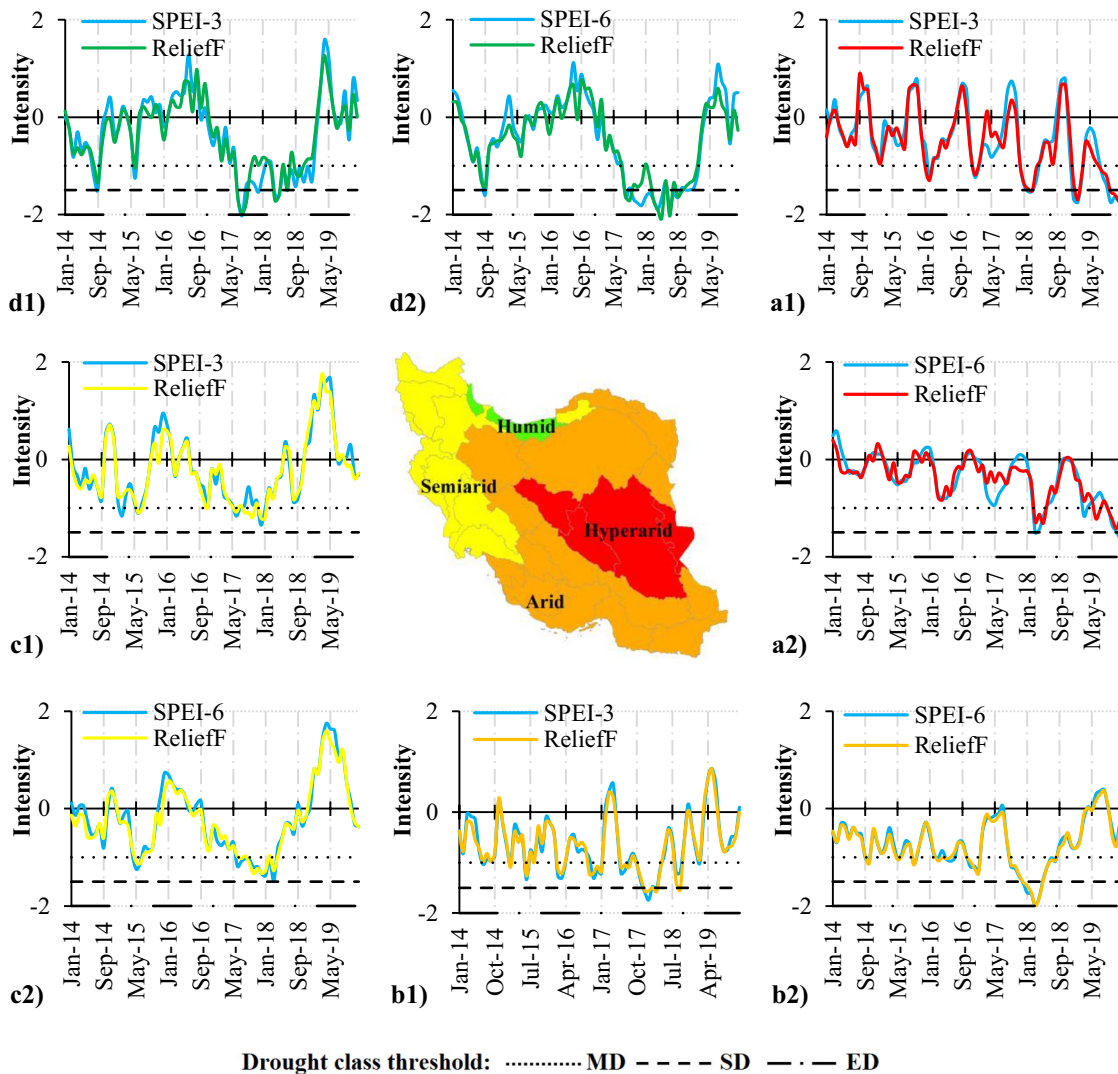 2
SPEI-3
ReliefF
Intensity
0
-2
Jan-14
Sep-14
May-15
Jan-16
Sep-16
May-17
Jan-18
Sep-18
May-19
d1)
2
SPEI-6
ReliefF
Intensity
0
-2
Jan-14
Sep-14
May-15
Jan-16
Sep-16
May-17
Jan-18
Sep-18
May-19
d2)
2
SPEI-3
ReliefF
Intensity
0
-2
Jan-14
Sep-14
May-15
Jan-16
Sep-16
May-17
Jan-18
Sep-18
May-19
a1)
2
SPEI-3
ReliefF
Intensity
0
-2
Jan-14
Sep-14
May-15
Jan-16
Sep-16
May-17
Jan-18
Sep-18
May-19
c1)
Humid
Semiarid
Hyperarid
Arid
2
SPEI-6
ReliefF
Intensity
0
-2
Jan-14
Sep-14
May-15
Jan-16
Sep-16
May-17
Jan-18
Sep-18
May-19
a2)
2
SPEI-6
ReliefF
Intensity
0
-2
Jan-14
Sep-14
May-15
Jan-16
Sep-16
May-17
Jan-18
Sep-18
May-19
c2)
2
SPEI-3
ReliefF
Intensity
0
-2
Jan-14
Oct-14
Jul-15
Apr-16
Jan-17
Oct-17
Jul-18
Apr-19
b1)
2
SPEI-6
ReliefF
Intensity
0
-2
Jan-14
Sep-14
May-15
Jan-16
Sep-16
May-17
Jan-18
Sep-18
May-19
b2)
Drought class threshold: MD SD ED